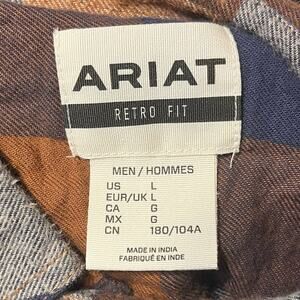 ARIAT
RETRO FIT
MEN / HOMMES
US L
EUR/UK L
CA G
MX G
CN 180/104A
MADE IN INDIA
FABRIQUÉ EN INDE